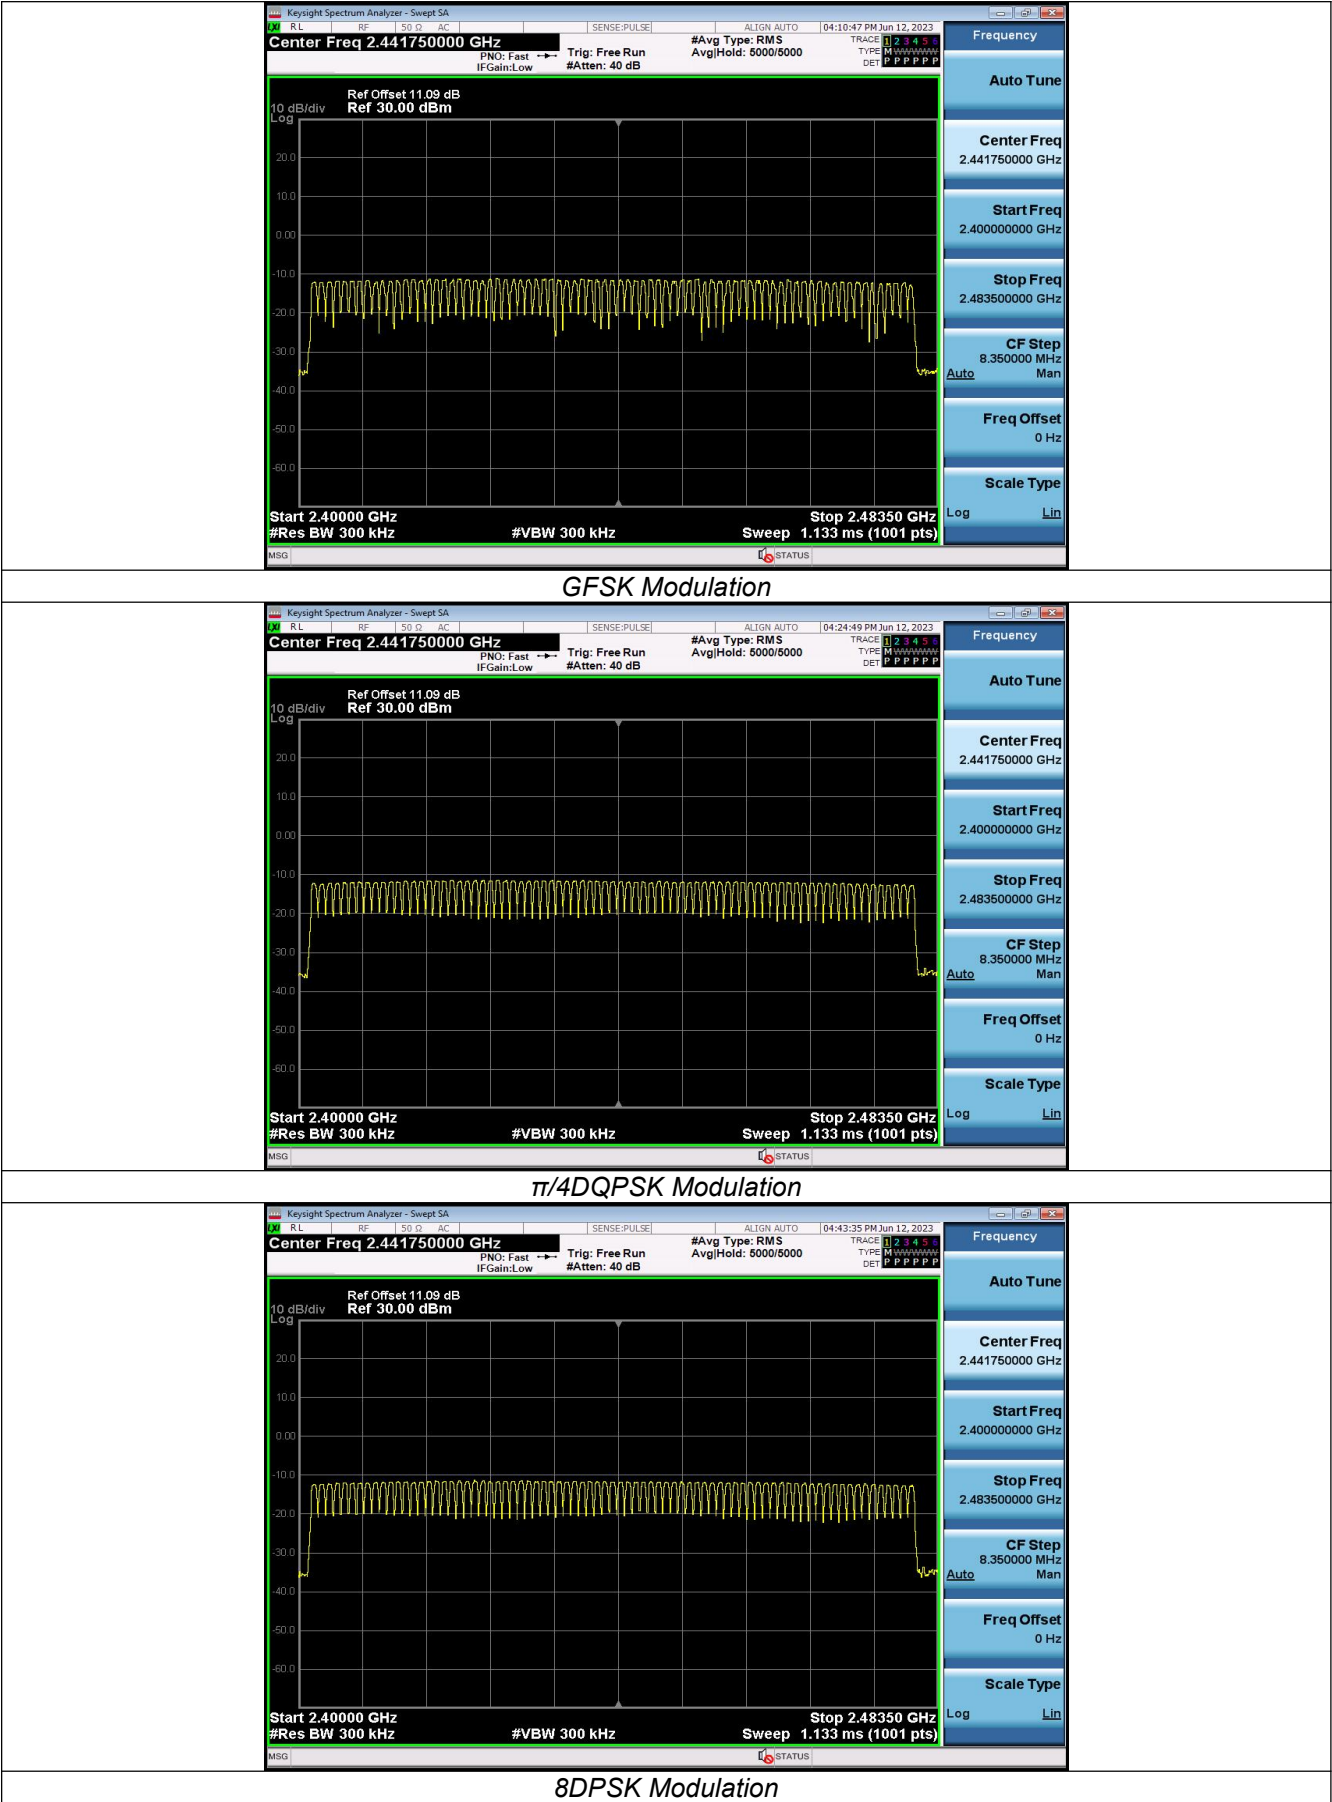 Keysight Spectrum Analyzer - Swept SA
LXI RL RF 50 Ω AC SENSE:PULSE ALIGN AUTO 04:10:47 PM Jun 12, 2023
Center Freq 2.441750000 GHz #Avg Type: RMS TRACE 1 2 3 4 5 6
PNO: Fast Trig: Free Run Avg|Hold: 5000/5000 TYPE M WWWWW
IFGain:Low #Atten: 40 dB DET P P P P P P
Frequency
Ref Offset 11.09 dB
10 dB/div Ref 30.00 dBm
Log
20.0
10.0
0.00
-10.0
-20.0
-30.0
-40.0
-50.0
-60.0
Start 2.40000 GHz Stop 2.48350 GHz
#Res BW 300 kHz #VBW 300 kHz Sweep 1.133 ms (1001 pts)
MSG STATUS
Auto Tune
Center Freq
2.441750000 GHz
Start Freq
2.400000000 GHz
Stop Freq
2.483500000 GHz
CF Step
8.350000 MHz
Auto Man
Freq Offset
0 Hz
Scale Type
Log Lin
GFSK Modulation
Keysight Spectrum Analyzer - Swept SA
LXI RL RF 50 Ω AC SENSE:PULSE ALIGN AUTO 04:24:49 PM Jun 12, 2023
Center Freq 2.441750000 GHz #Avg Type: RMS TRACE 1 2 3 4 5 6
PNO: Fast Trig: Free Run Avg|Hold: 5000/5000 TYPE M WWWWW
IFGain:Low #Atten: 40 dB DET P P P P P P
Frequency
Ref Offset 11.09 dB
10 dB/div Ref 30.00 dBm
Log
20.0
10.0
0.00
-10.0
-20.0
-30.0
-40.0
-50.0
-60.0
Start 2.40000 GHz Stop 2.48350 GHz
#Res BW 300 kHz #VBW 300 kHz Sweep 1.133 ms (1001 pts)
MSG STATUS
Auto Tune
Center Freq
2.441750000 GHz
Start Freq
2.400000000 GHz
Stop Freq
2.483500000 GHz
CF Step
8.350000 MHz
Auto Man
Freq Offset
0 Hz
Scale Type
Log Lin
π/4DQPSK Modulation
Keysight Spectrum Analyzer - Swept SA
LXI RL RF 50 Ω AC SENSE:PULSE ALIGN AUTO 04:43:35 PM Jun 12, 2023
Center Freq 2.441750000 GHz #Avg Type: RMS TRACE 1 2 3 4 5 6
PNO: Fast Trig: Free Run Avg|Hold: 5000/5000 TYPE M WWWWW
IFGain:Low #Atten: 40 dB DET P P P P P P
Frequency
Ref Offset 11.09 dB
10 dB/div Ref 30.00 dBm
Log
20.0
10.0
0.00
-10.0
-20.0
-30.0
-40.0
-50.0
-60.0
Start 2.40000 GHz Stop 2.48350 GHz
#Res BW 300 kHz #VBW 300 kHz Sweep 1.133 ms (1001 pts)
MSG STATUS
Auto Tune
Center Freq
2.441750000 GHz
Start Freq
2.400000000 GHz
Stop Freq
2.483500000 GHz
CF Step
8.350000 MHz
Auto Man
Freq Offset
0 Hz
Scale Type
Log Lin
8DPSK Modulation